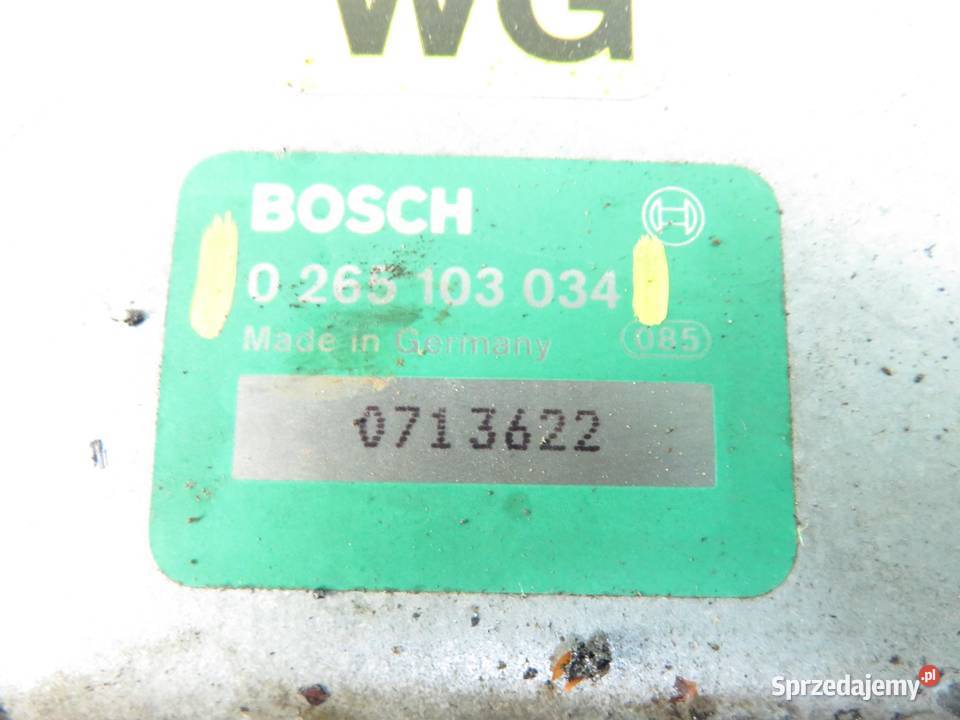 WG
BOSCH
0 265 103 034
Made in Germany 085
0713622
Sprzedajemy.pl